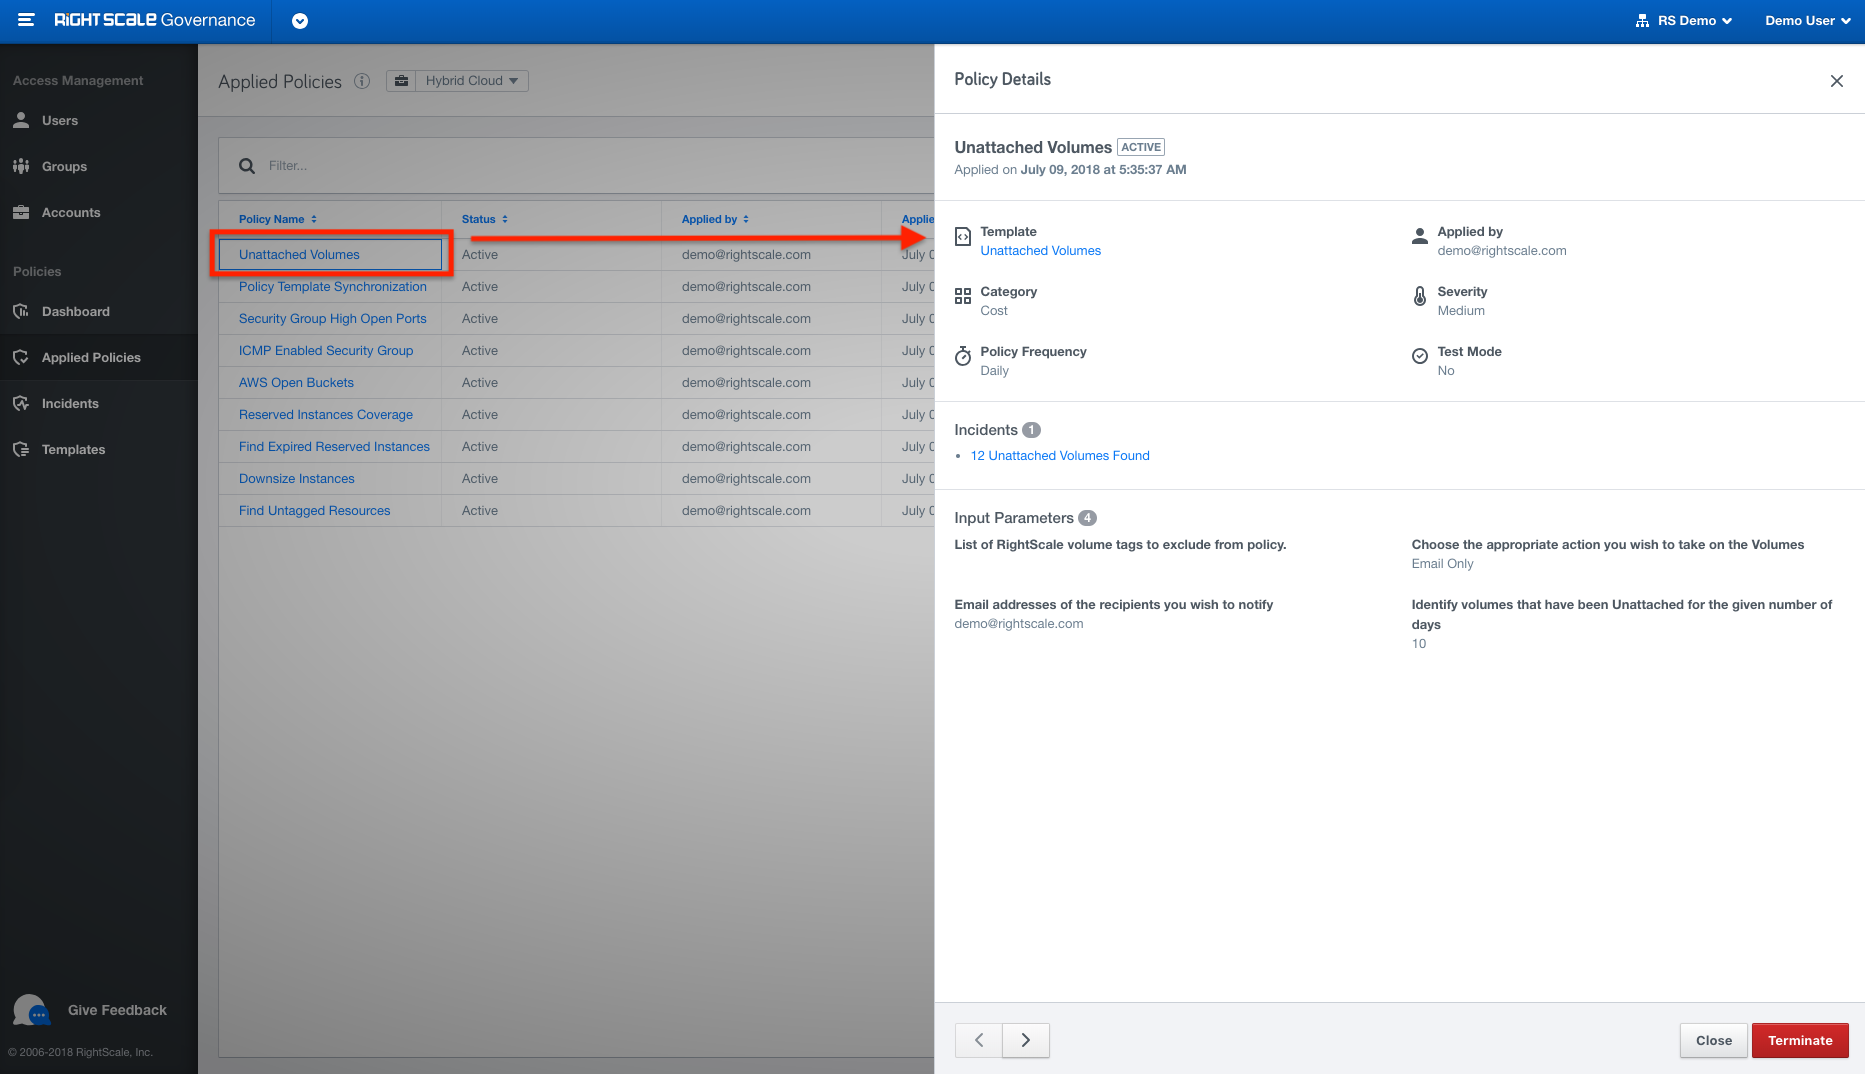 RIGHTSCALE Governance
RS Demo
Demo User
Access Management
Users
Groups
Accounts
Policies
Dashboard
Applied Policies
Incidents
Templates
Give Feedback
© 2006-2018 RightScale, Inc.
Applied Policies
Hybrid Cloud
Filter...
Policy Name Status Applied by Applie
Unattached Volumes Active demo@rightscale.com July 0
Policy Template Synchronization Active demo@rightscale.com July 0
Security Group High Open Ports Active demo@rightscale.com July 0
ICMP Enabled Security Group Active demo@rightscale.com July 0
AWS Open Buckets Active demo@rightscale.com July 0
Reserved Instances Coverage Active demo@rightscale.com July 0
Find Expired Reserved Instances Active demo@rightscale.com July 0
Downsize Instances Active demo@rightscale.com July 0
Find Untagged Resources Active demo@rightscale.com July 0
Policy Details
Unattached Volumes ACTIVE
Applied on July 09, 2018 at 5:35:37 AM
Template
Unattached Volumes
Applied by
demo@rightscale.com
Category
Cost
Severity
Medium
Policy Frequency
Daily
Test Mode
No
Incidents 1
• 12 Unattached Volumes Found
Input Parameters 4
List of RightScale volume tags to exclude from policy.
Choose the appropriate action you wish to take on the Volumes
Email Only
Email addresses of the recipients you wish to notify
demo@rightscale.com
Identify volumes that have been Unattached for the given number of
days
10
Close
Terminate